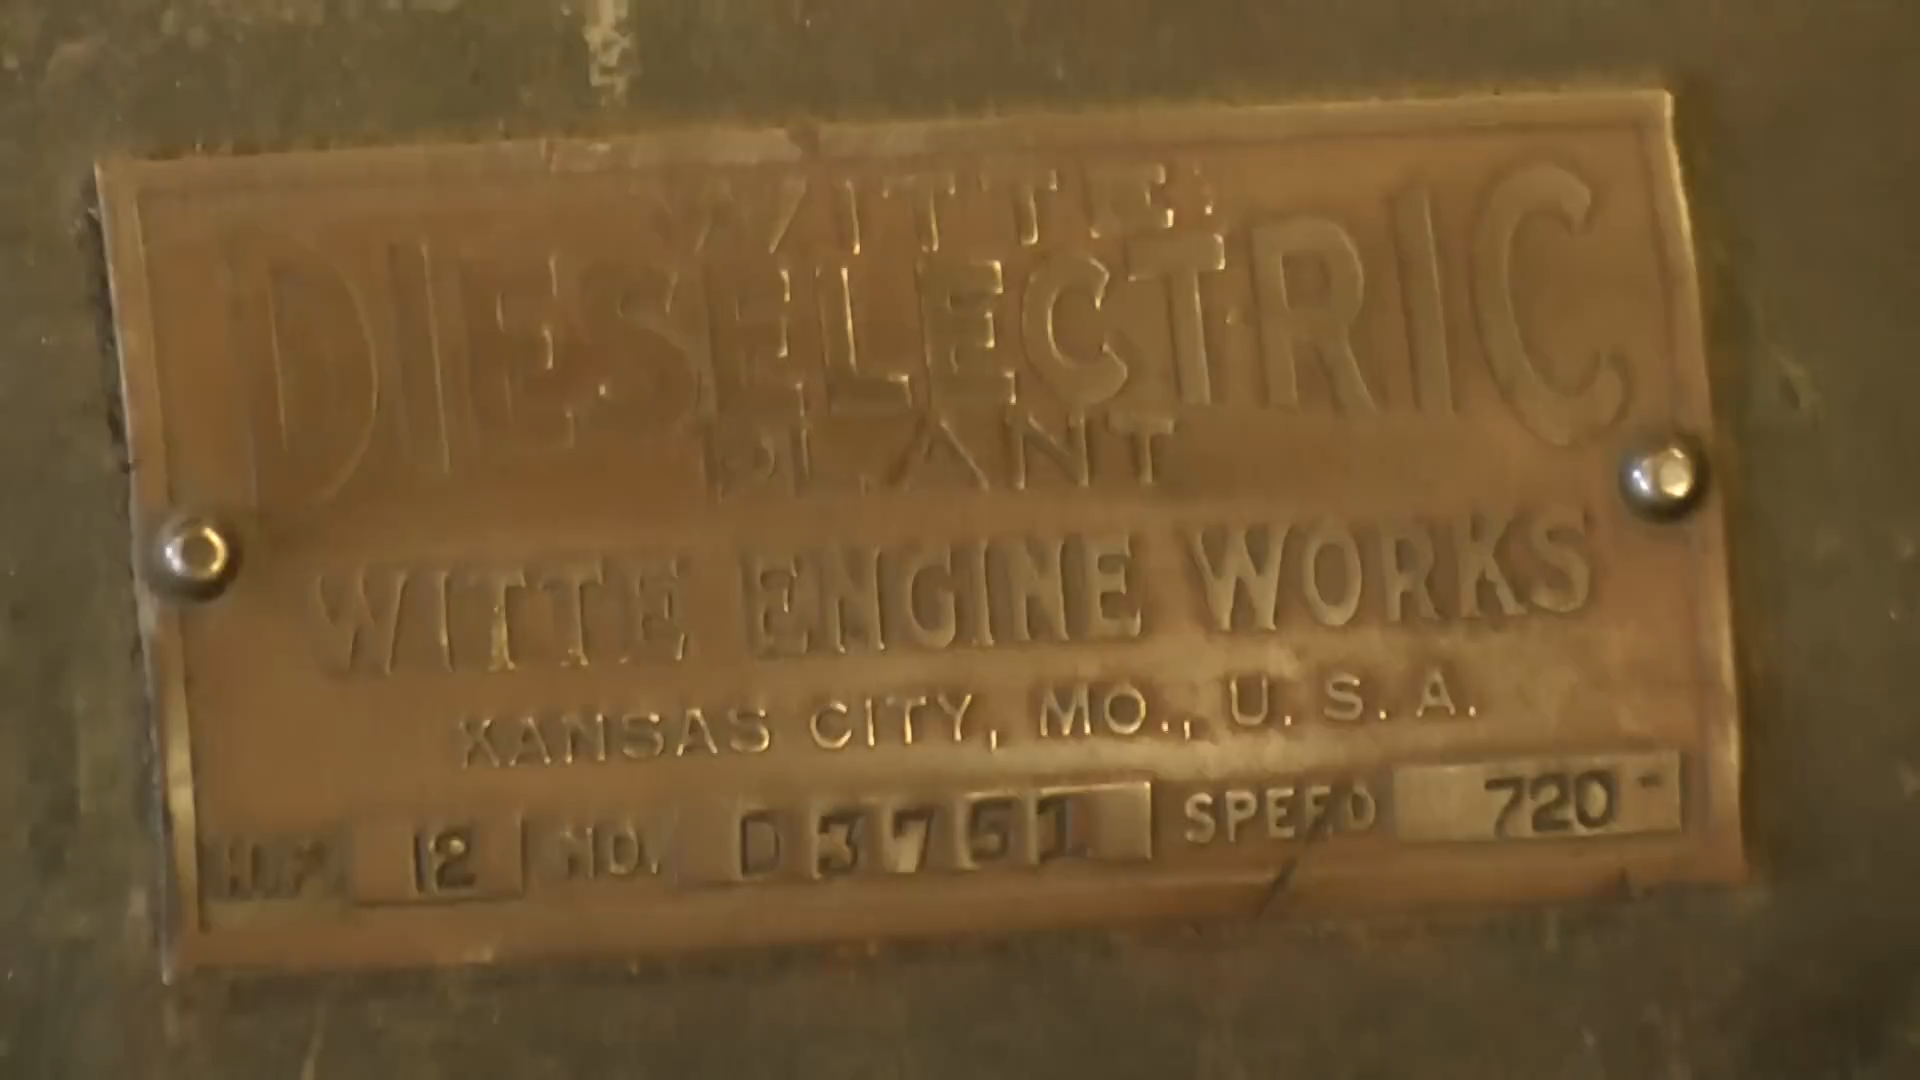 WITTE
DIESELECTRIC
PLANT
WITTE ENGINE WORKS
KANSAS CITY, MO., U. S. A.
H.P. 12 NO. D3751 SPEED 720-